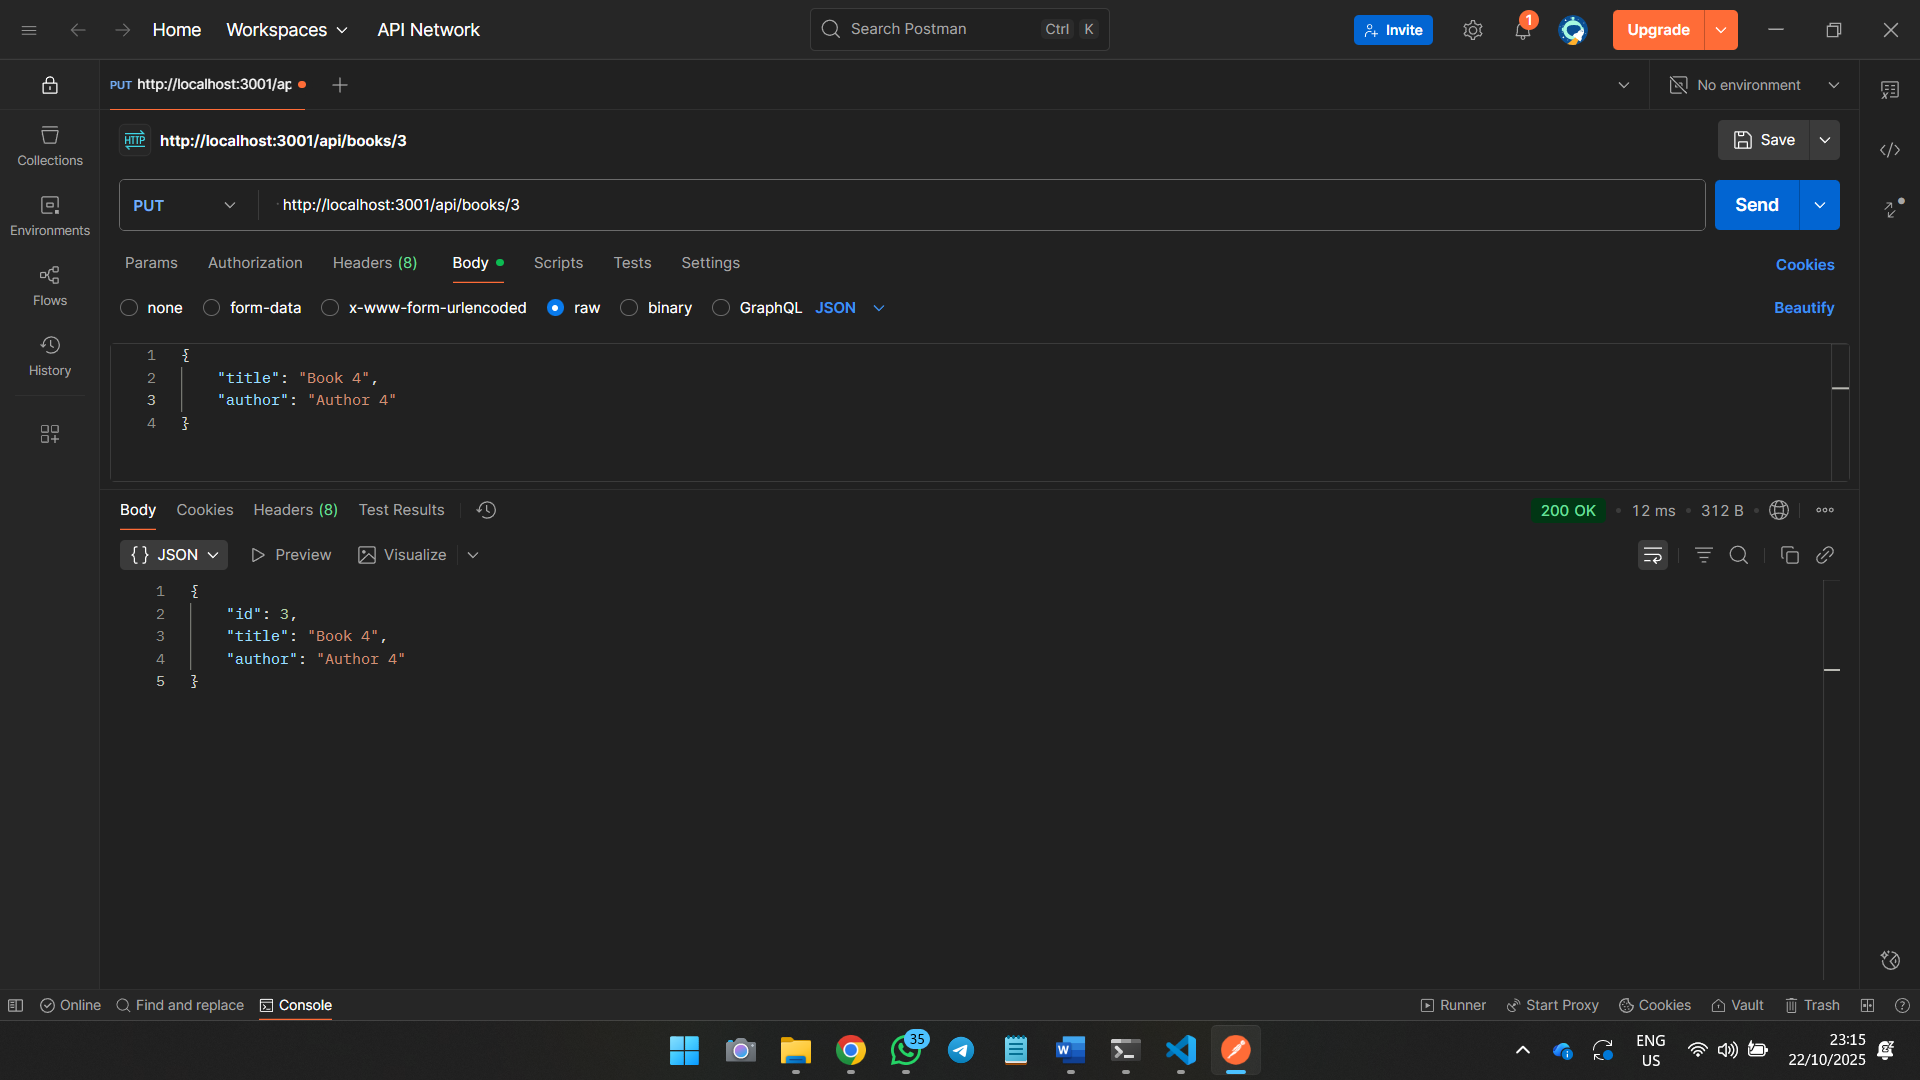 Home Workspaces API Network Search Postman Ctrl K Invite 1 Upgrade
PUT http://localhost:3001/ap No environment
HTTP http://localhost:3001/api/books/3 Save
Collections
Environments
Flows
History
PUT http://localhost:3001/api/books/3 Send
Params Authorization Headers (8) Body Scripts Tests Settings Cookies
none form-data x-www-form-urlencoded raw binary GraphQL JSON Beautify
1 {
2 "title": "Book 4",
3 "author": "Author 4"
4 }
Body Cookies Headers (8) Test Results 200 OK • 12 ms • 312 B •
{} JSON Preview Visualize
1 {
2 "id": 3,
3 "title": "Book 4",
4 "author": "Author 4"
5 }
Online Find and replace Console Runner Start Proxy Cookies Vault Trash
35
ENG
US
23:15
22/10/2025